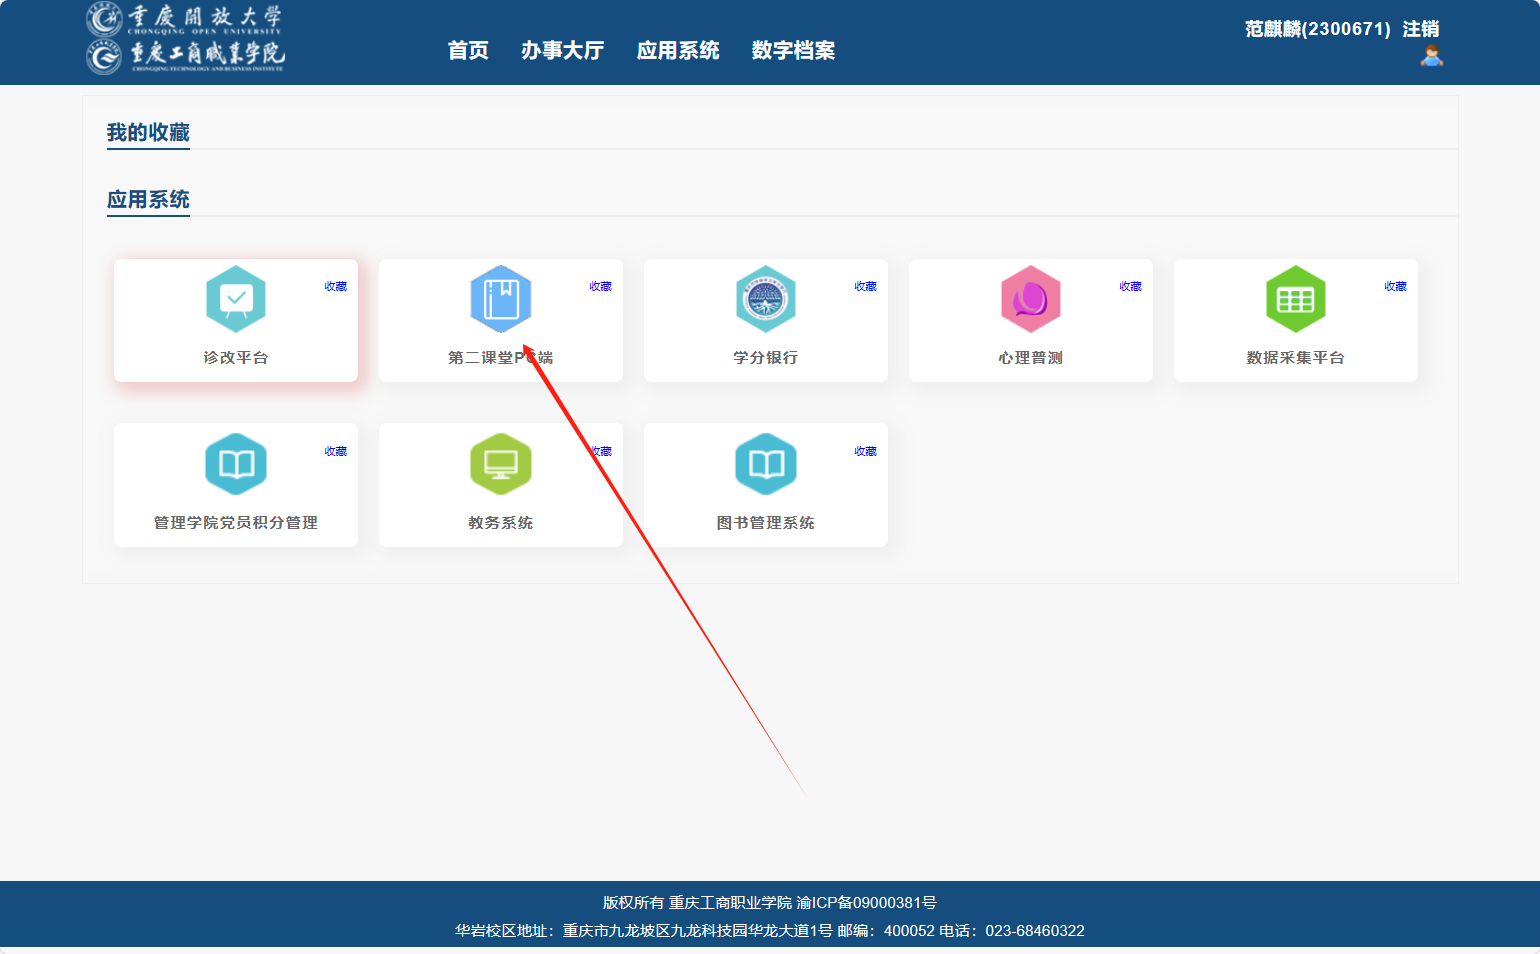 重慶開放大学
CHONGQING OPEN UNIVERSITY
重庆工商職業学院
CHONGQING TECHNOLOGY AND BUSINESS INSTITUTE
首页 办事大厅 应用系统 数字档案
范麒麟(2300671) 注销
我的收藏
应用系统
收藏 收藏 收藏 收藏 收藏
诊改平台 第二课堂PC端 学分银行 心理普测 数据采集平台
收藏 收藏 收藏
管理学院党员积分管理 教务系统 图书管理系统
版权所有 重庆工商职业学院 渝ICP备09000381号
华岩校区地址：重庆市九龙坡区九龙科技园华龙大道1号 邮编：400052 电话：023-68460322